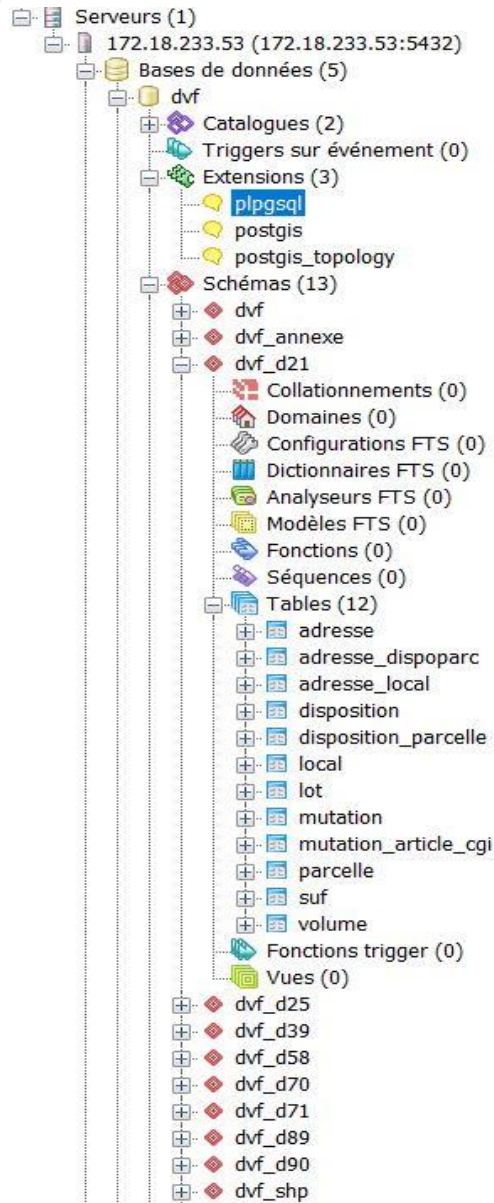 Serveurs (1)
172.18.233.53 (172.18.233.53:5432)
Bases de données (5)
dvf
Catalogues (2)
Triggers sur événement (0)
Extensions (3)
plpgsql
postgis
postgis_topology
Schémas (13)
dvf
dvf_annexe
dvf_d21
Collationnements (0)
Domaines (0)
Configurations FTS (0)
Dictionnaires FTS (0)
Analyseurs FTS (0)
Modèles FTS (0)
Fonctions (0)
Séquences (0)
Tables (12)
adresse
adresse_dispoparc
adresse_local
disposition
disposition_parcelle
local
lot
mutation
mutation_article_cgi
parcelle
suf
volume
Fonctions trigger (0)
Vues (0)
dvf_d25
dvf_d39
dvf_d58
dvf_d70
dvf_d71
dvf_d89
dvf_d90
dvf_shp